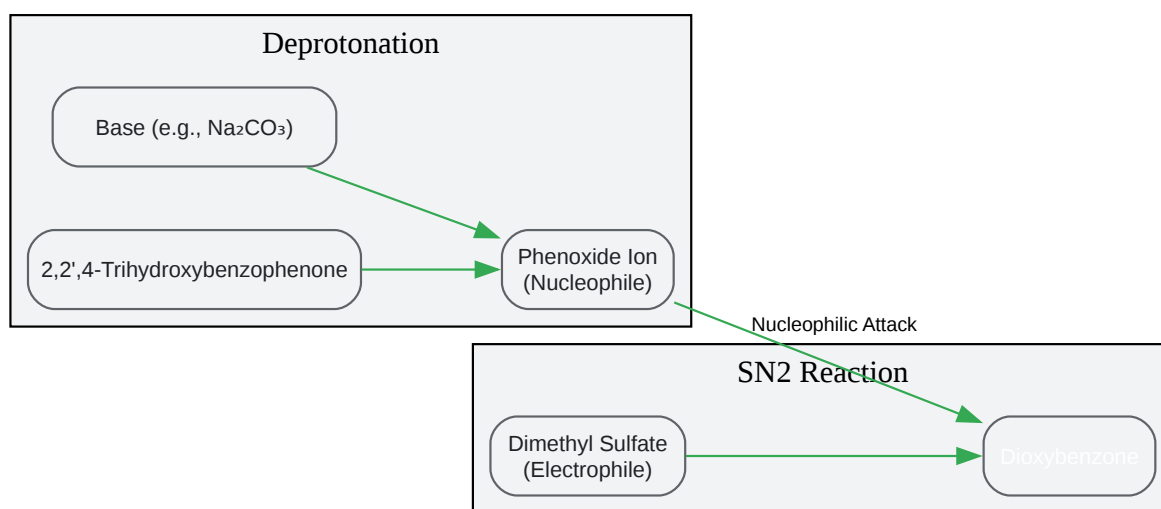 Deprotonation
Base (e.g., Na₂CO₃)
2,2',4-Trihydroxybenzophenone
Phenoxide Ion
(Nucleophile)
Nucleophilic Attack
SN2 Reaction
Dimethyl Sulfate
(Electrophile)
Dioxybenzone